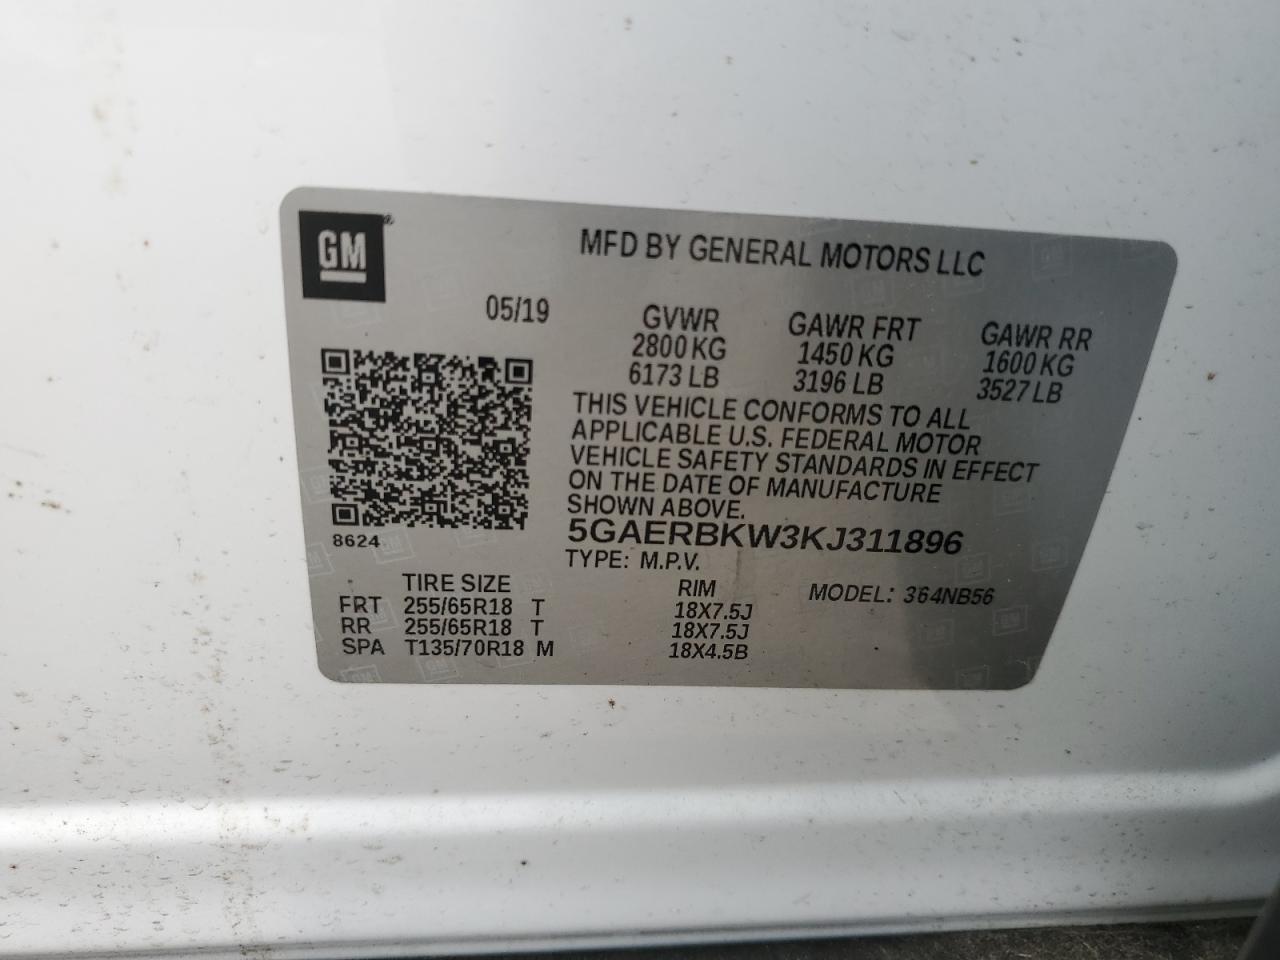 GM
MFD BY GENERAL MOTORS LLC
05/19
GVWR GAWR FRT GAWR RR
2800 KG 1450 KG 1600 KG
6173 LB 3196 LB 3527 LB
THIS VEHICLE CONFORMS TO ALL
APPLICABLE U.S. FEDERAL MOTOR
VEHICLE SAFETY STANDARDS IN EFFECT
ON THE DATE OF MANUFACTURE
SHOWN ABOVE.
8624
5GAERBKW3KJ311896
TYPE: M.P.V.
TIRE SIZE RIM MODEL: 364NB56
FRT 255/65R18 T 18X7.5J
RR 255/65R18 T 18X7.5J
SPA T135/70R18 M 18X4.5B